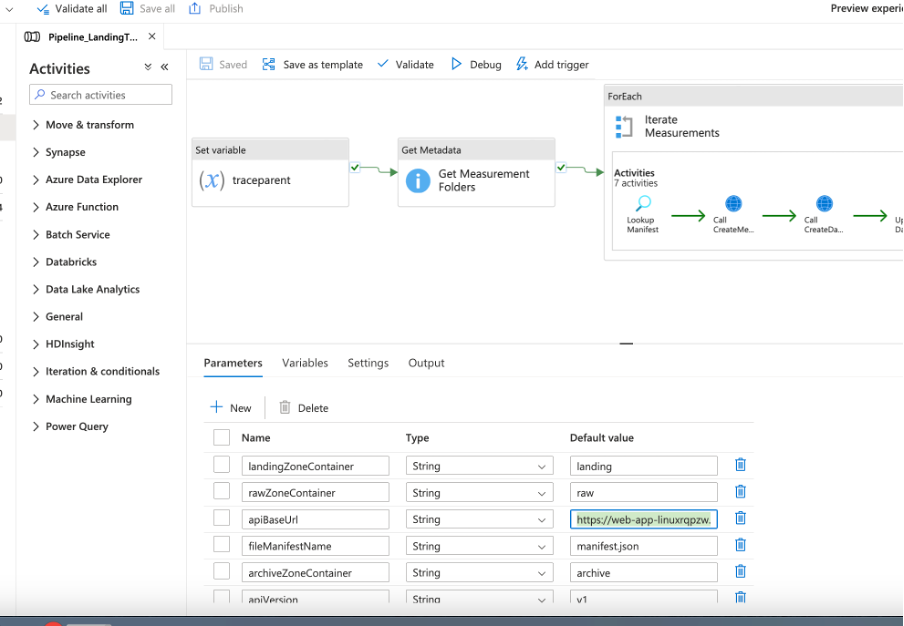 Validate all
Save all
Publish
Preview
Pipeline_LandingT...
Activities
Search activities
Move & transform
Synapse
Azure Data Explorer
Azure Function
Batch Service
Databricks
Data Lake Analytics
General
HDInsight
Iteration & conditionals
Machine Learning
Power Query
Saved
Save as template
Validate
Debug
Add trigger
Set variable
(x)
traceparent
Get Metadata
Get Measurement
Folders
ForEach
Iterate
Measurements
Activities
7 activities
Lookup
Manifest
Call
CreateMe...
Call
CreateDa...
Parameters Variables Settings Output
New
Delete
Name Type Default value
landingZoneContainer String landing
rawZoneContainer String raw
apiBaseUrl String https://web-app-linuxrqpzw.
fileManifestName String manifest.json
archiveZoneContainer String archive
apiVersion String v1